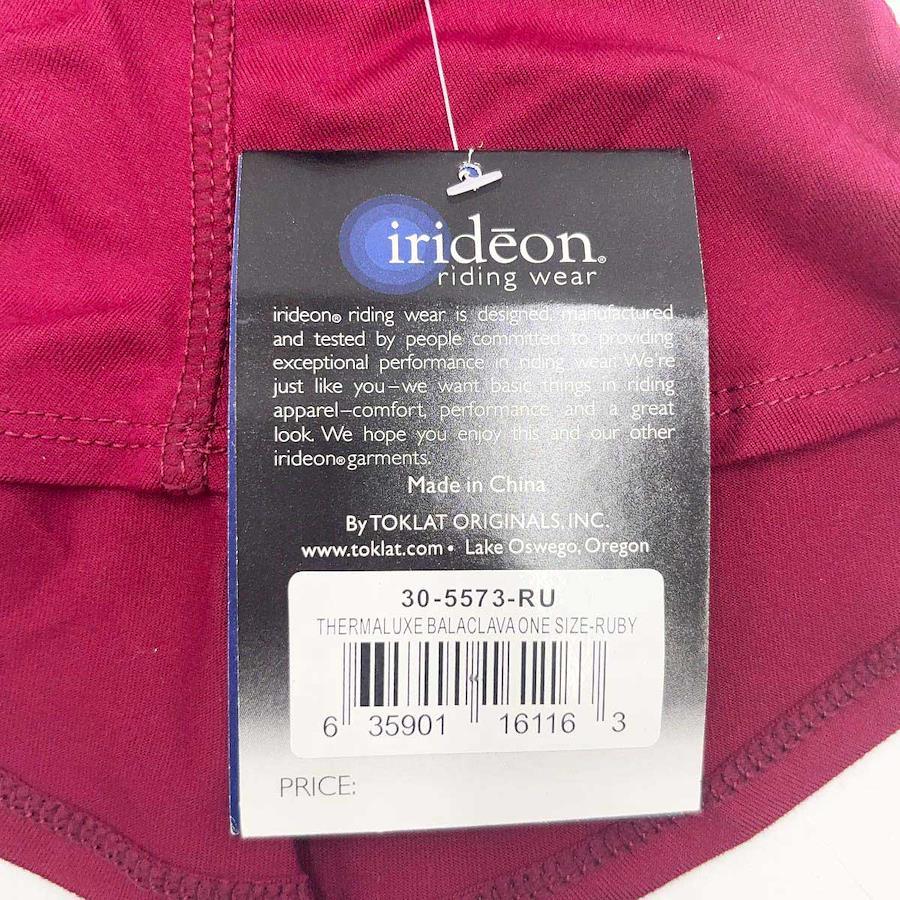 iridēon®
riding wear
irideon® riding wear is designed, manufactured
and tested by people committed to providing
exceptional performance in riding wear. We're
just like you–we want basic things in riding
apparel–comfort, performance and a great
look. We hope you enjoy this and our other
irideon® garments.
Made in China
By TOKLAT ORIGINALS, INC.
www.toklat.com • Lake Oswego, Oregon
30-5573-RU
THERMALUXE BALACLAVA ONE SIZE-RUBY
6 35901 16116 3
PRICE: